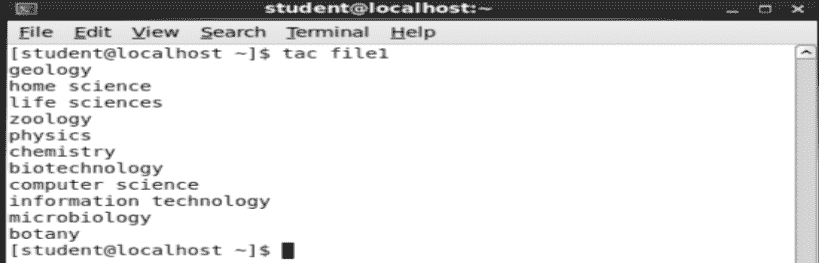 student@localhost:~
File Edit View Search Terminal Help
[student@localhost ~]$ tac file1
geology
home science
life sciences
zoology
physics
chemistry
biotechnology
computer science
information technology
microbiology
botany
[student@localhost ~]$